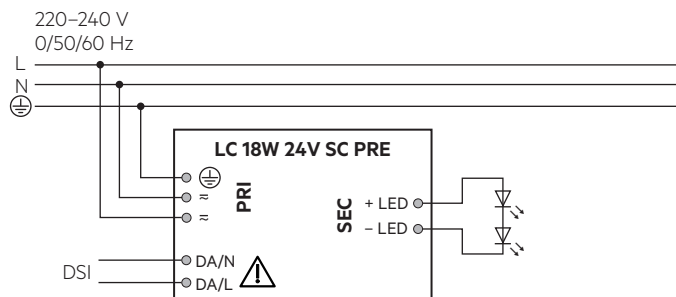 220–240 V
0/50/60 Hz
L
N
LC 18W 24V SC PRE
PRI
≂
≂
SEC
+ LED
– LED
DSI
DA/N
DA/L